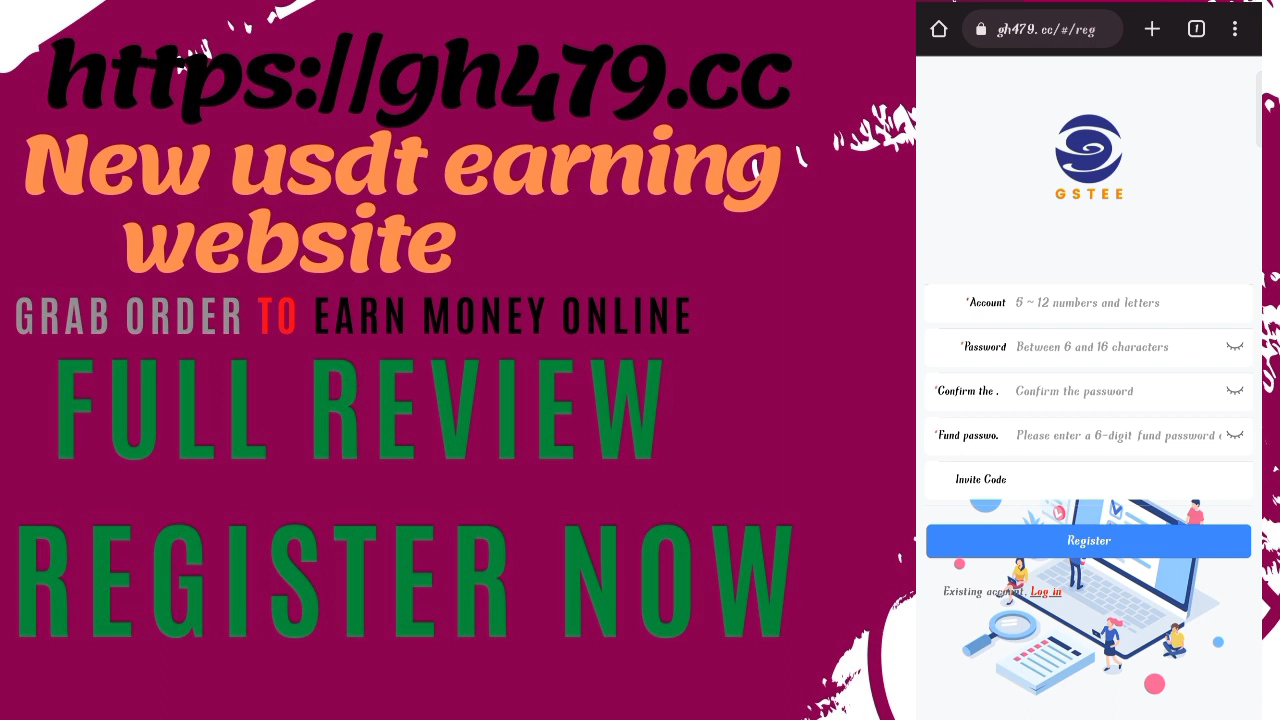 https://gh479.cc
New usdt earning
website
GRAB ORDER TO EARN MONEY ONLINE
FULL REVIEW
REGISTER NOW
gh479.cc/#/reg
1
GSTEE
*Account 5 ~ 12 numbers and letters
*Password Between 6 and 16 characters
*Confirm the . Confirm the password
*Fund passwo. Please enter a 6-digit fund password
Invite Code
Register
Existing account, Log in